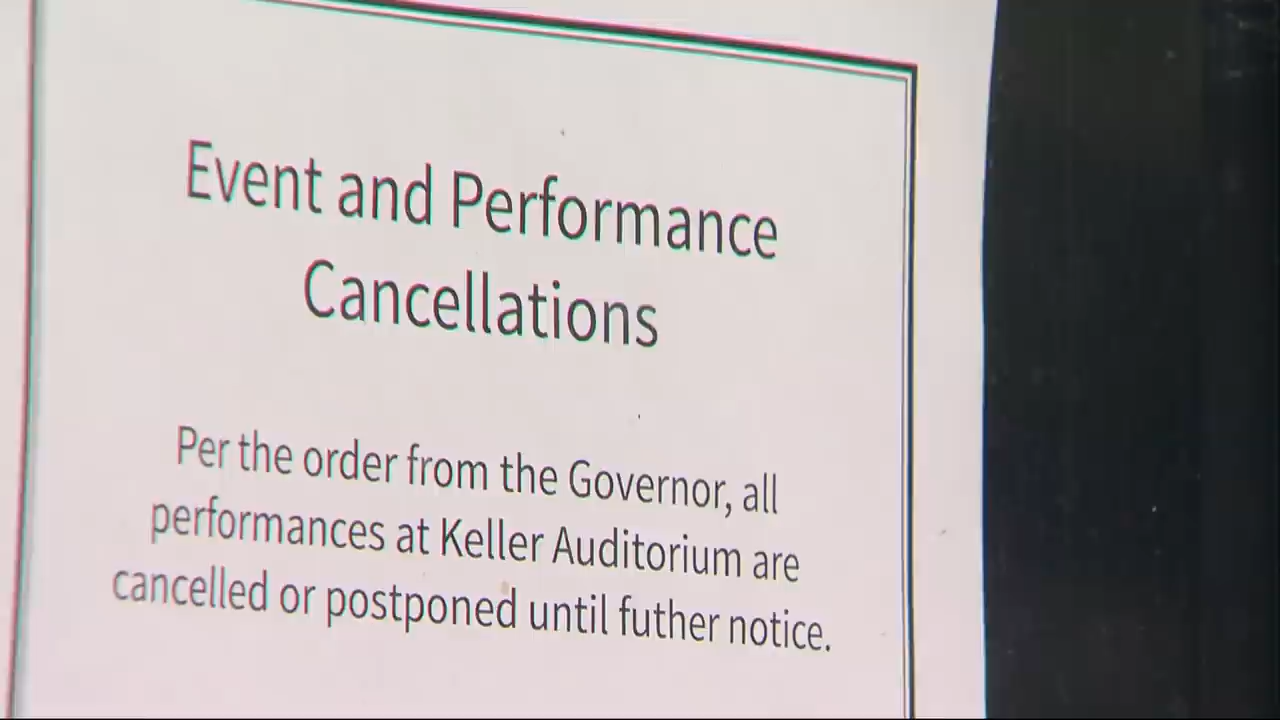 Event and Performance
Cancellations
Per the order from the Governor, all
performances at Keller Auditorium are
cancelled or postponed until futher notice.